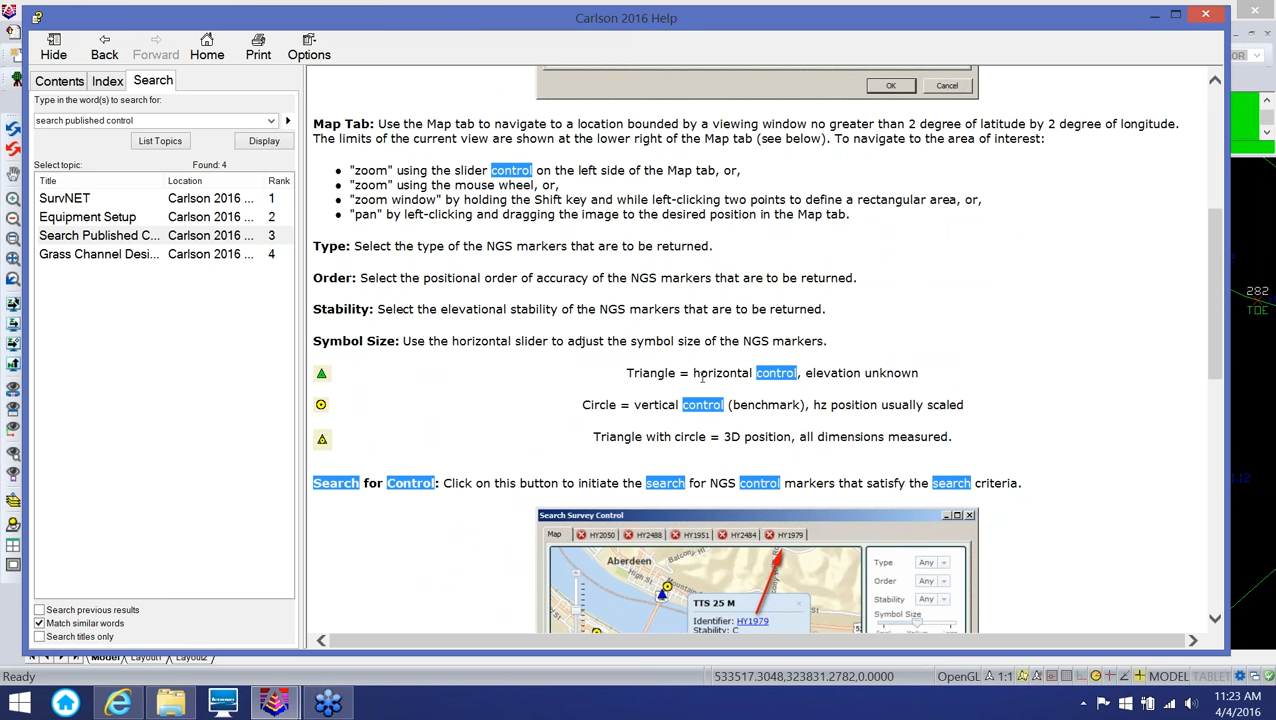 Carlson 2016 Help
Hide
Back
Forward
Home
Print
Options
Contents
Index
Search
Type in the word(s) to search for:
search published control
List Topics
Display
Select topic:
Found: 4
Title
Location
Rank
SurvNET
Carlson 2016 ...
1
Equipment Setup
Carlson 2016 ...
2
Search Published C...
Carlson 2016 ...
3
Grass Channel Desi...
Carlson 2016 ...
4
Search previous results
Match similar words
Search titles only
OK
Cancel
Map Tab: Use the Map tab to navigate to a location bounded by a viewing window no greater than 2 degree of latitude by 2 degree of longitude.
The limits of the current view are shown at the lower right of the Map tab (see below). To navigate to the area of interest:
• "zoom" using the slider control on the left side of the Map tab, or,
• "zoom" using the mouse wheel, or,
• "zoom window" by holding the Shift key and while left-clicking two points to define a rectangular area, or,
• "pan" by left-clicking and dragging the image to the desired position in the Map tab.
Type: Select the type of the NGS markers that are to be returned.
Order: Select the positional order of accuracy of the NGS markers that are to be returned.
Stability: Select the elevational stability of the NGS markers that are to be returned.
Symbol Size: Use the horizontal slider to adjust the symbol size of the NGS markers.
Triangle = horizontal control, elevation unknown
Circle = vertical control (benchmark), hz position usually scaled
Triangle with circle = 3D position, all dimensions measured.
Search for Control: Click on this button to initiate the search for NGS control markers that satisfy the search criteria.
Search Survey Control
Map
HY2050
HY2488
HY1951
HY2484
HY1979
Aberdeen
High St
TTS 25 M
Identifier: HY1979
Stability: C
Type
Any
Order
Any
Stability
Any
Symbol Size
OR
282
TOE
Model
Layout1
Layout2
Ready
533517.3048, 323831.2782, 0.0000
OpenGL
1:1
MODEL
TABLET
11:23 AM
4/4/2016